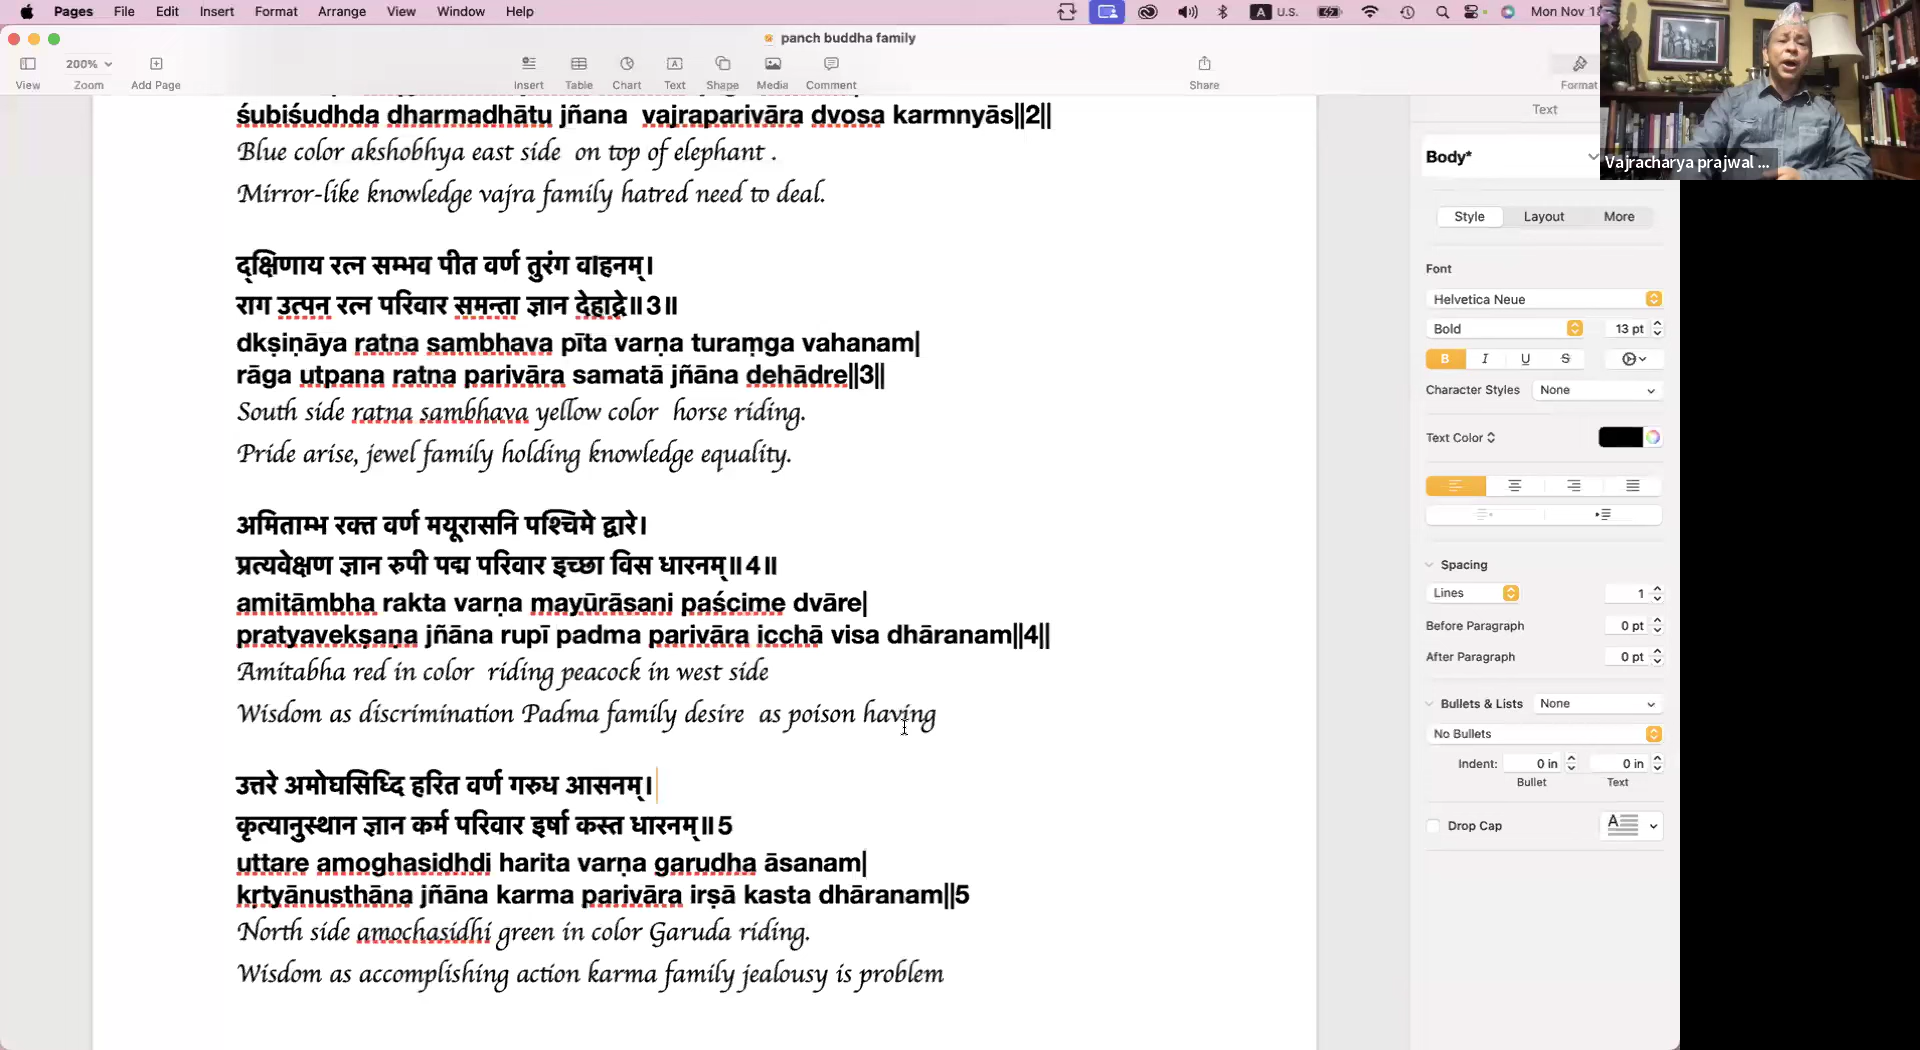 Pages File Edit Insert Format Arrange View Window Help
A U.S.
Mon Nov 18
panch buddha family
200%
View Zoom Add Page Insert Table Chart Text Shape Media Comment Share Format
śubiśudhda dharmadhātu jñana vajraparivāra dvosa karmnyās||2||
Blue color akshobhya east side on top of elephant .
Mirror-like knowledge vajra family hatred need to deal.
द्क्षिणाय रत्न सम्भव पीत वर्ण तुरंग वाहनम्।
राग उत्पन रत्न परिवार समन्ता ज्ञान देहाद्रे॥3॥
dkṣiṇāya ratna sambhava pīta varṇa turaṃga vahanam|
rāga utpana ratna parivāra samatā jñāna dehādre||3||
South side ratna sambhava yellow color horse riding.
Pride arise, jewel family holding knowledge equality.
अमिताम्भ रक्त वर्ण मयूरासनि पश्चिमे द्वारे।
प्रत्यवेक्षण ज्ञान रुपी पद्म परिवार इच्छा विस धारनम्॥4॥
amitāmbha rakta varṇa mayūrāsani paścime dvāre|
pratyavekṣaṇa jñāna rupī padma parivāra icchā visa dhāranam||4||
Amitabha red in color riding peacock in west side
Wisdom as discrimination Padma family desire as poison having
उत्तरे अमोघसिध्दि हरित वर्ण गरुध आसनम्।
कृत्यानुस्थान ज्ञान कर्म परिवार इर्षा कस्त धारनम्॥5
uttare amoghasidhdi harita varṇa garudha āsanam|
kṛtyānusthāna jñāna karma parivāra irṣā kasta dhāranam||5
North side amochasidhi green in color Garuda riding.
Wisdom as accomplishing action karma family jealousy is problem
Vajracharya prajwal ...
Text
Body*
Style Layout More
Font
Helvetica Neue
Bold 13 pt
B I U S
Character Styles None
Text Color
Spacing
Lines 1
Before Paragraph 0 pt
After Paragraph 0 pt
Bullets & Lists None
No Bullets
Indent: 0 in 0 in
Bullet Text
Drop Cap A